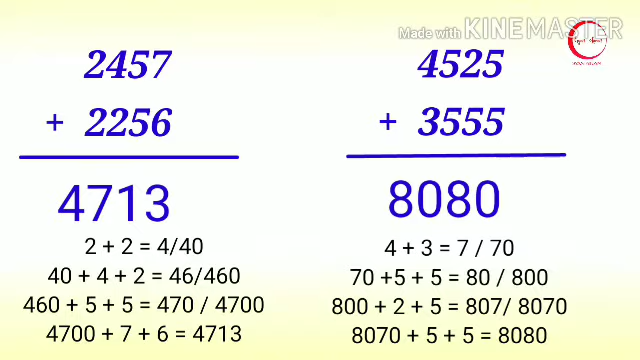 Made with KINEMASTER
2457
+ 2256
4713
2 + 2 = 4/40
40 + 4 + 2 = 46/460
460 + 5 + 5 = 470 / 4700
4700 + 7 + 6 = 4713
4525
+ 3555
8080
4 + 3 = 7 / 70
70 +5 + 5 = 80 / 800
800 + 2 + 5 = 807/ 8070
8070 + 5 + 5 = 8080